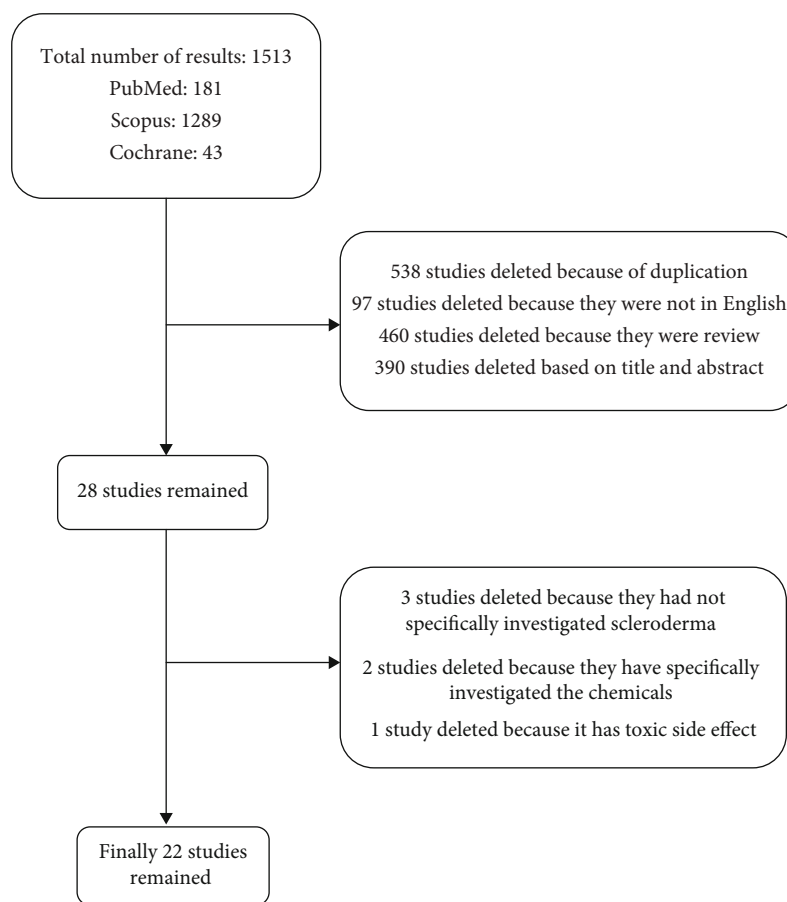 Total number of results: 1513
PubMed: 181
Scopus: 1289
Cochrane: 43
538 studies deleted because of duplication
97 studies deleted because they were not in English
460 studies deleted because they were review
390 studies deleted based on title and abstract
28 studies remained
3 studies deleted because they had not
specifically investigated scleroderma
2 studies deleted because they have specifically
investigated the chemicals
1 study deleted because it has toxic side effect
Finally 22 studies
remained